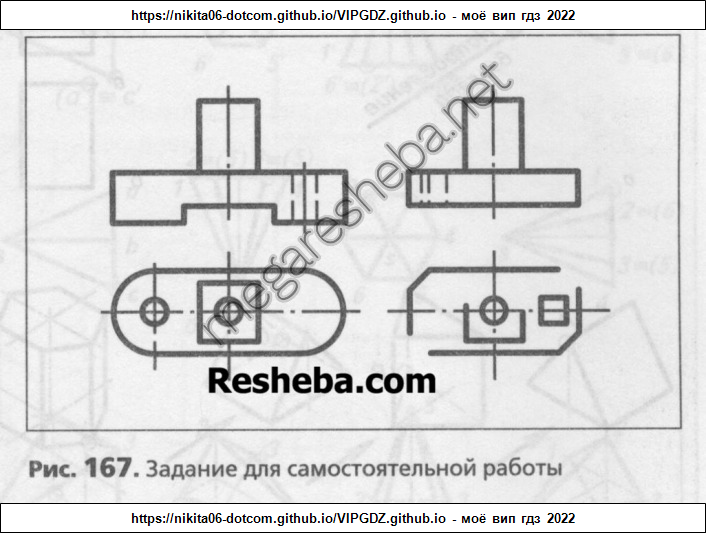 https://nikita06-dotcom.github.io/VIPGDZ.github.io - моё вип гдз 2022
megaresheba.net
Resheba.com
Рис. 167. Задание для самостоятельной работы
https://nikita06-dotcom.github.io/VIPGDZ.github.io - моё вип гдз 2022